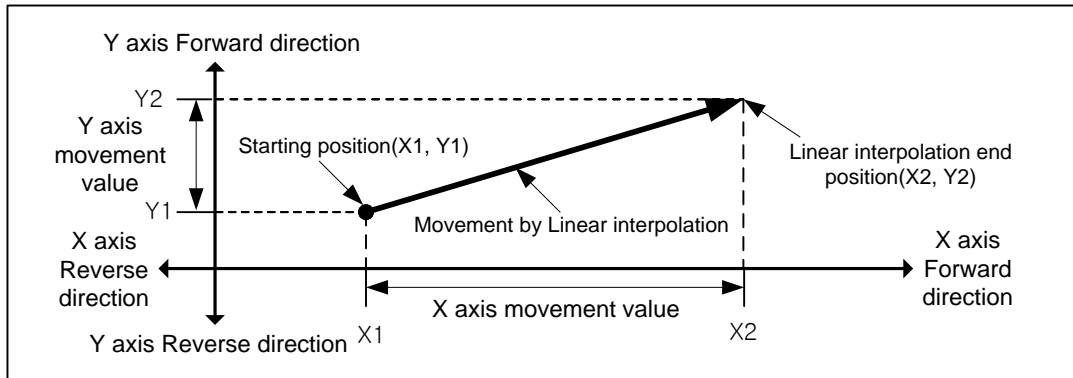 Y axis Forward direction
Y2
Y axis
movement
value
Starting position(X1, Y1)
Linear interpolation end
position(X2, Y2)
Y1
Movement by Linear interpolation
X axis
Reverse
direction
X axis
Forward
direction
X axis movement value
Y axis Reverse direction
X1
X2